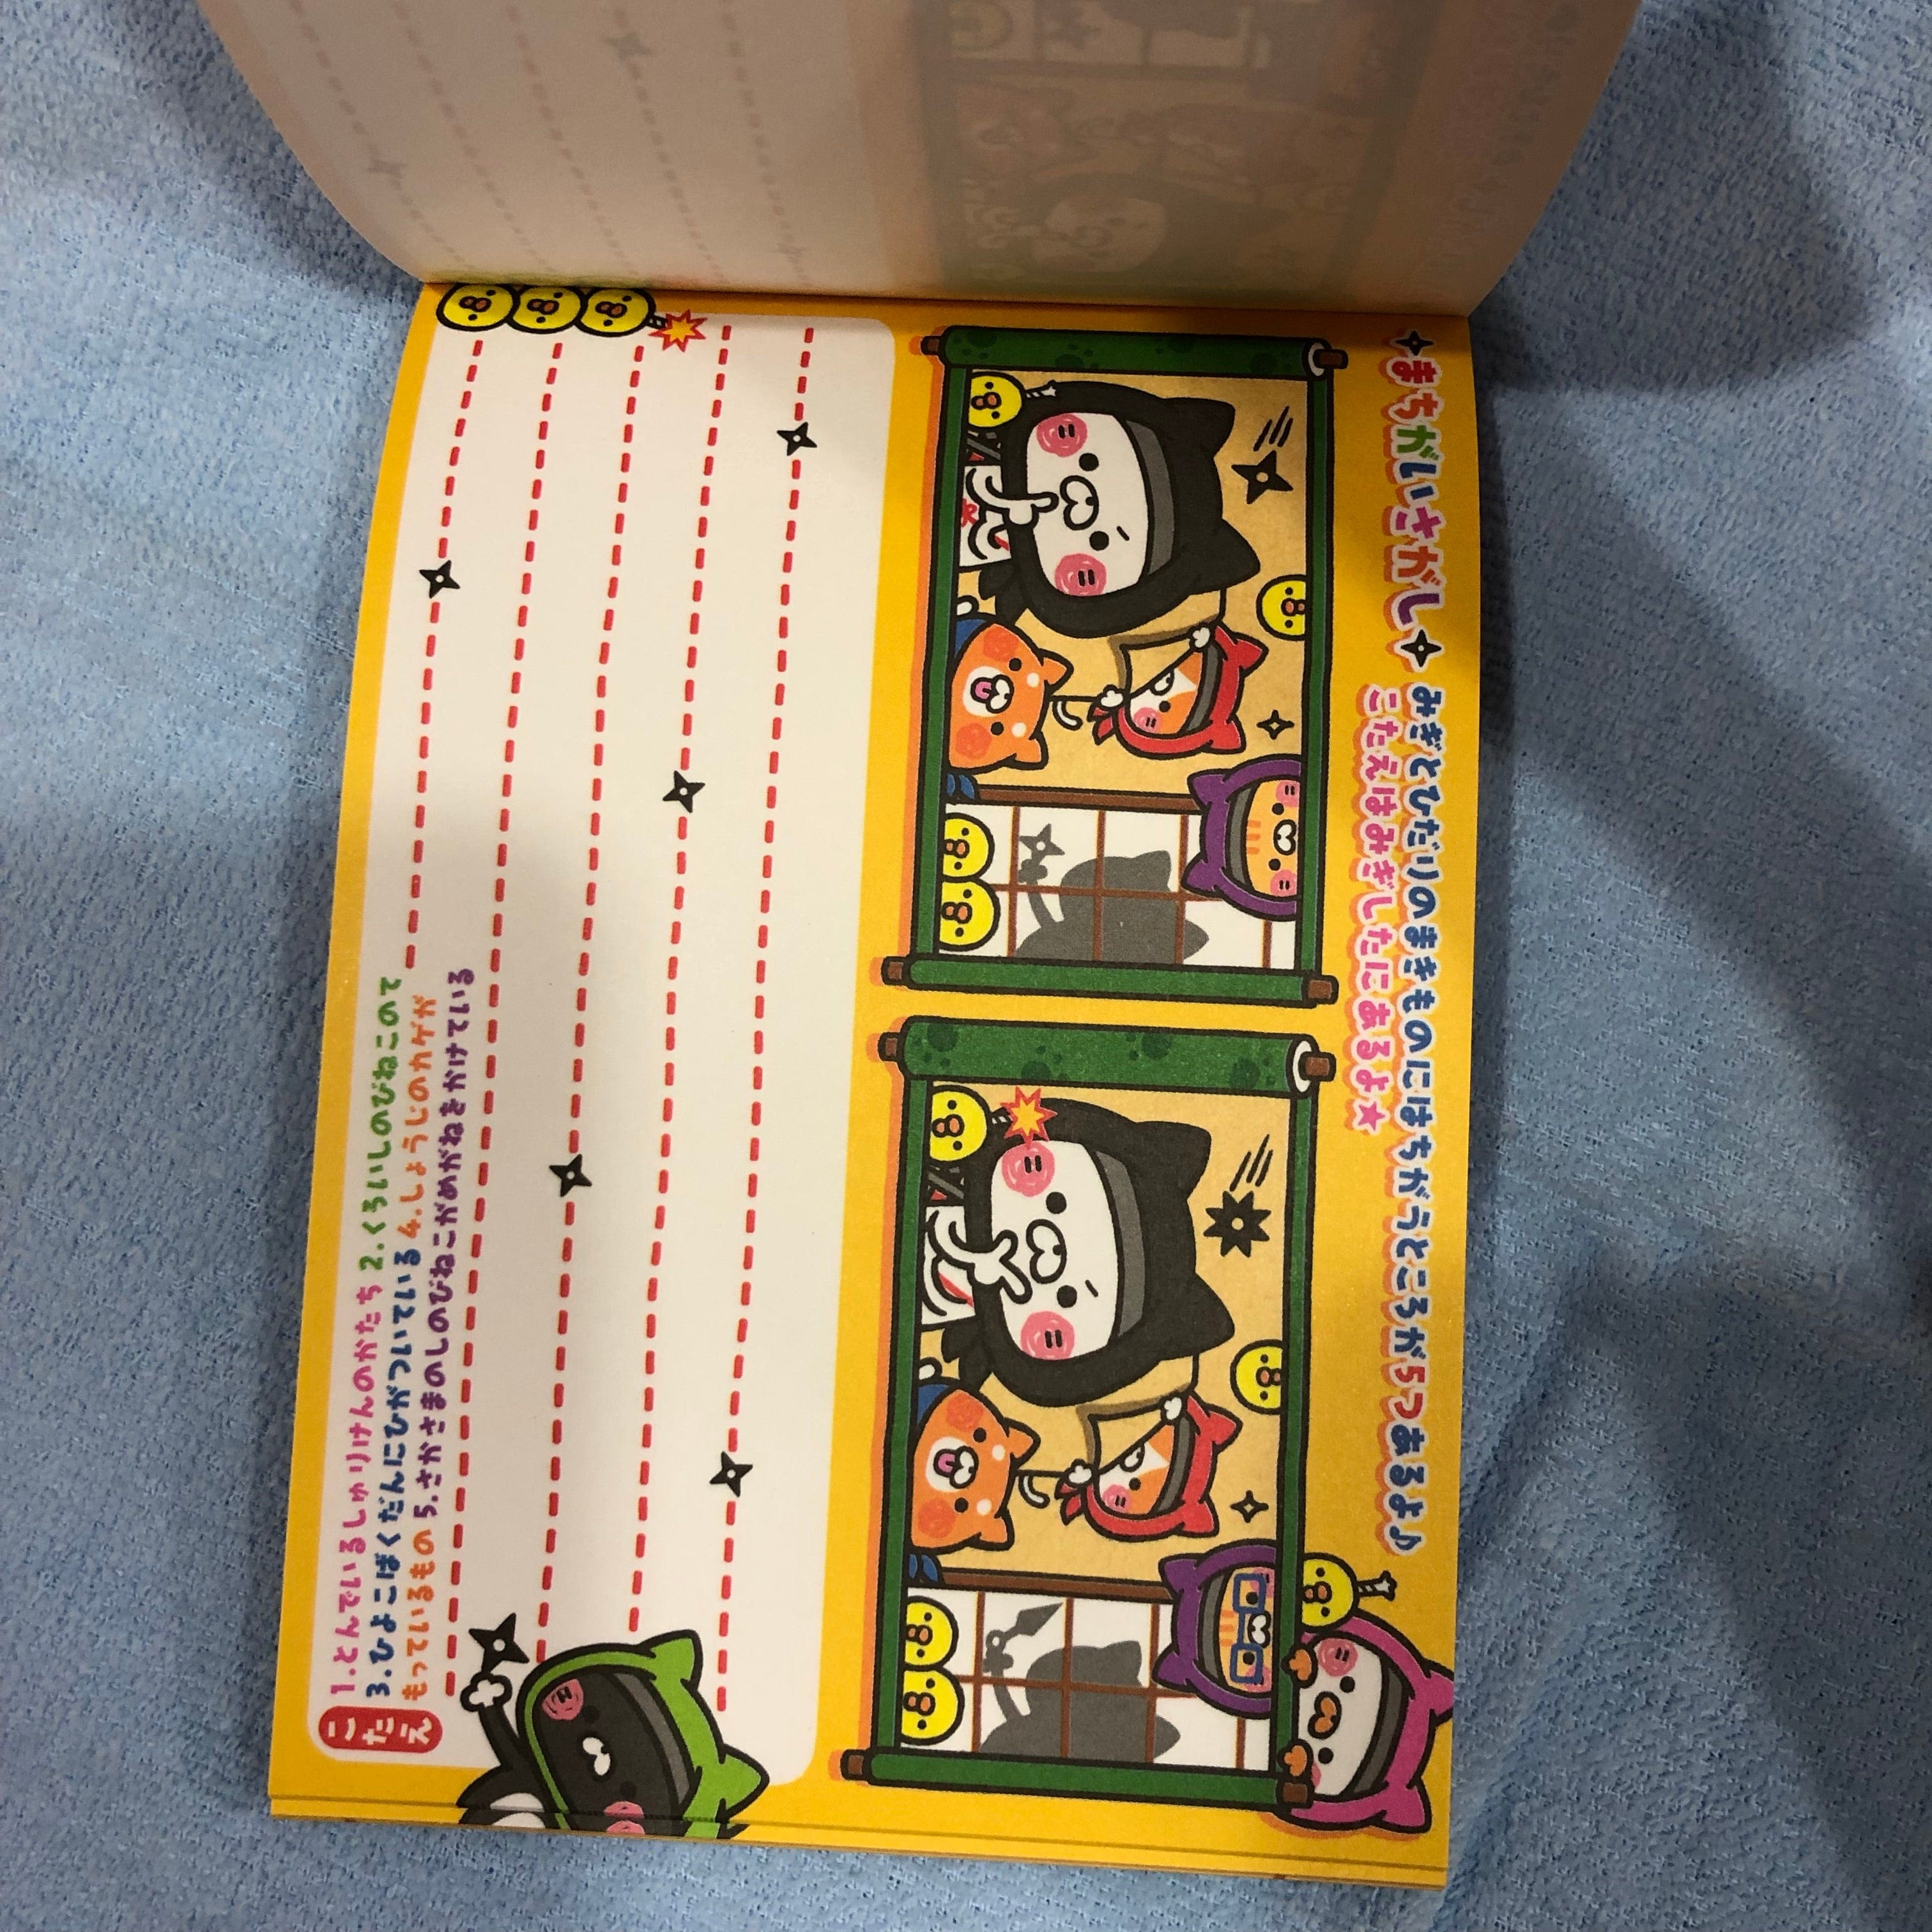 まちがいさがし
みぎとひだりのまきものにはちがうところが5つあるよ♪
こたえはみぎしたにあるよ★
こたえ
1.とんでいるしゅりけんのかたち 2.くろいしのびねこのて
3.ひよこばくだんにひがついている 4.しょうじのカゲが
もっているもの 5.さかさまのしのびねこがめがねをかけている